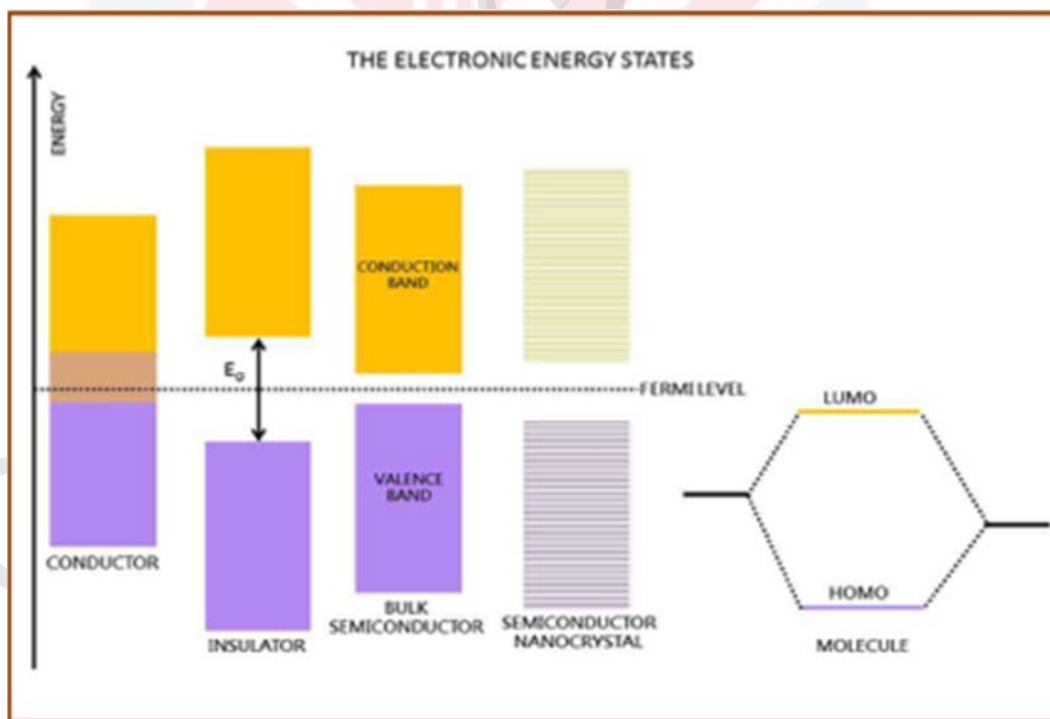 THE ELECTRONIC ENERGY STATES
ENERGY
CONDUCTION
BAND
E₉
FERMI LEVEL
LUMO
VALENCE
BAND
HOMO
CONDUCTOR
BULK
SEMICONDUCTOR
INSULATOR
SEMICONDUCTOR
NANOCRYSTAL
MOLECULE